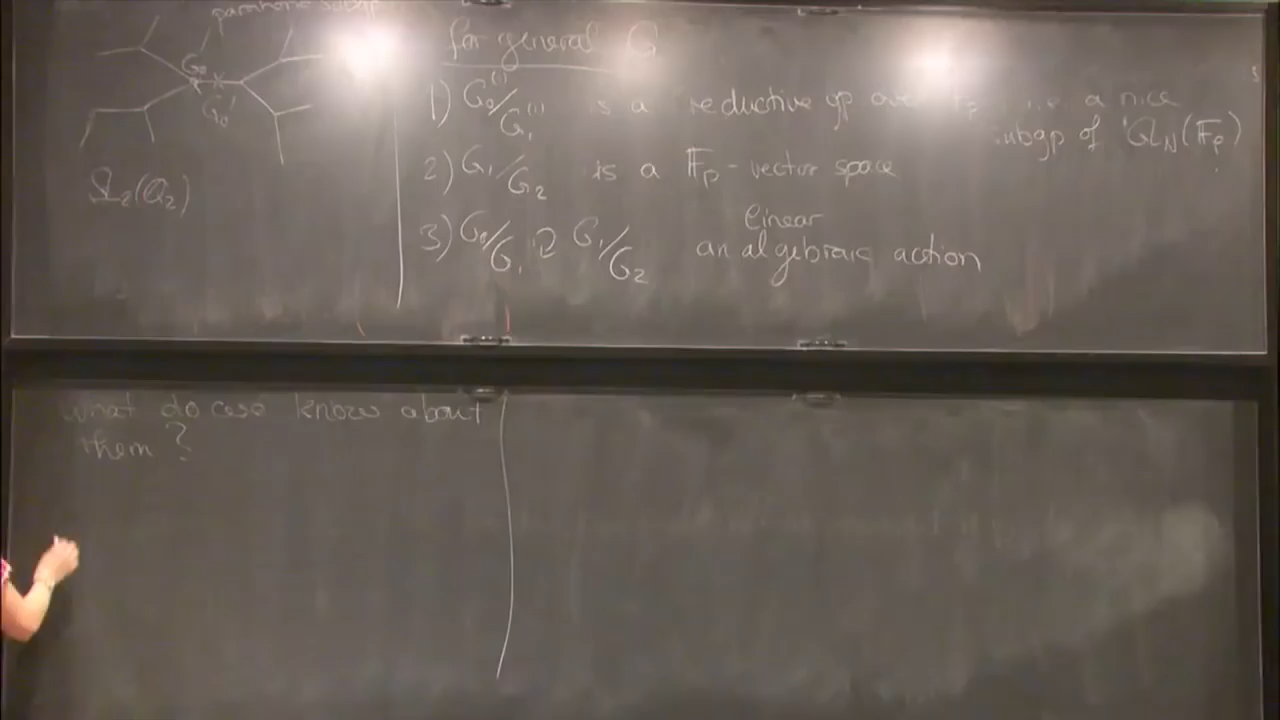 parahoric subgp
G₀
G₀'
SL₂(Q₂)
for general G
1) G₀⁽'⁾/G₁⁽'⁾ is a reductive gp over 𝔽p i.e a nice
subgp of GL_N(𝔽p)
2) G₁/G₂ is a 𝔽p-vector space
linear
3) G₀/G₁ ⟳ G₁/G₂ an algebraic action
What do we know about
them?